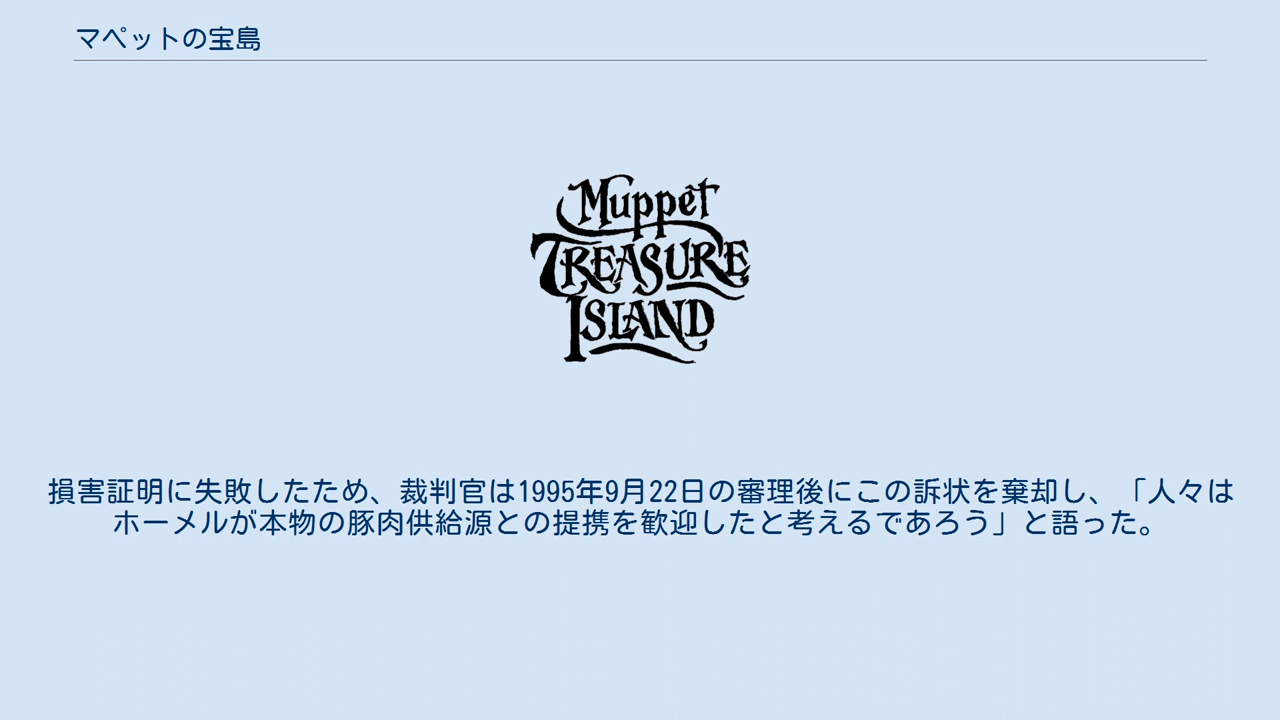 マペットの宝島
Muppet
TREASURE
ISLAND
損害証明に失敗したため、裁判官は1995年9月22日の審理後にこの訴状を棄却し、「人々は
ホーメルが本物の豚肉供給源との提携を歓迎したと考えるであろう」と語った。